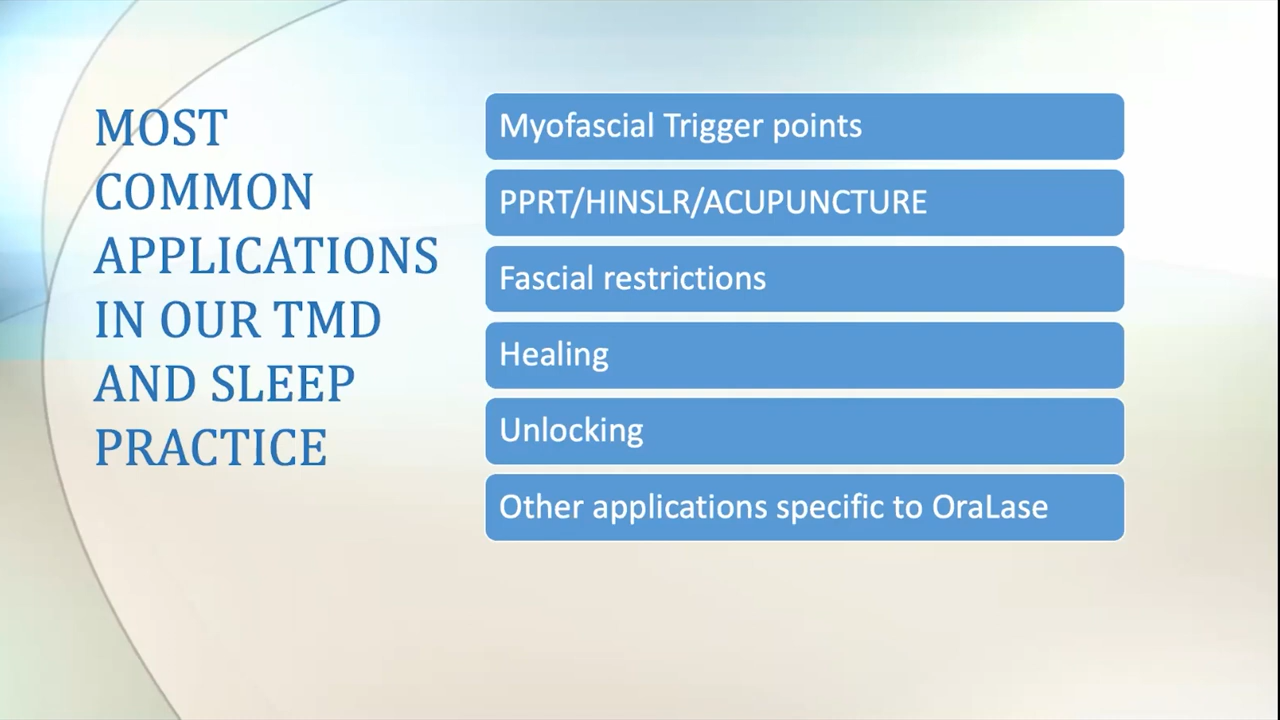 MOST
COMMON
APPLICATIONS
IN OUR TMD
AND SLEEP
PRACTICE
Myofascial Trigger points
PPRT/HINSLR/ACUPUNCTURE
Fascial restrictions
Healing
Unlocking
Other applications specific to OraLase